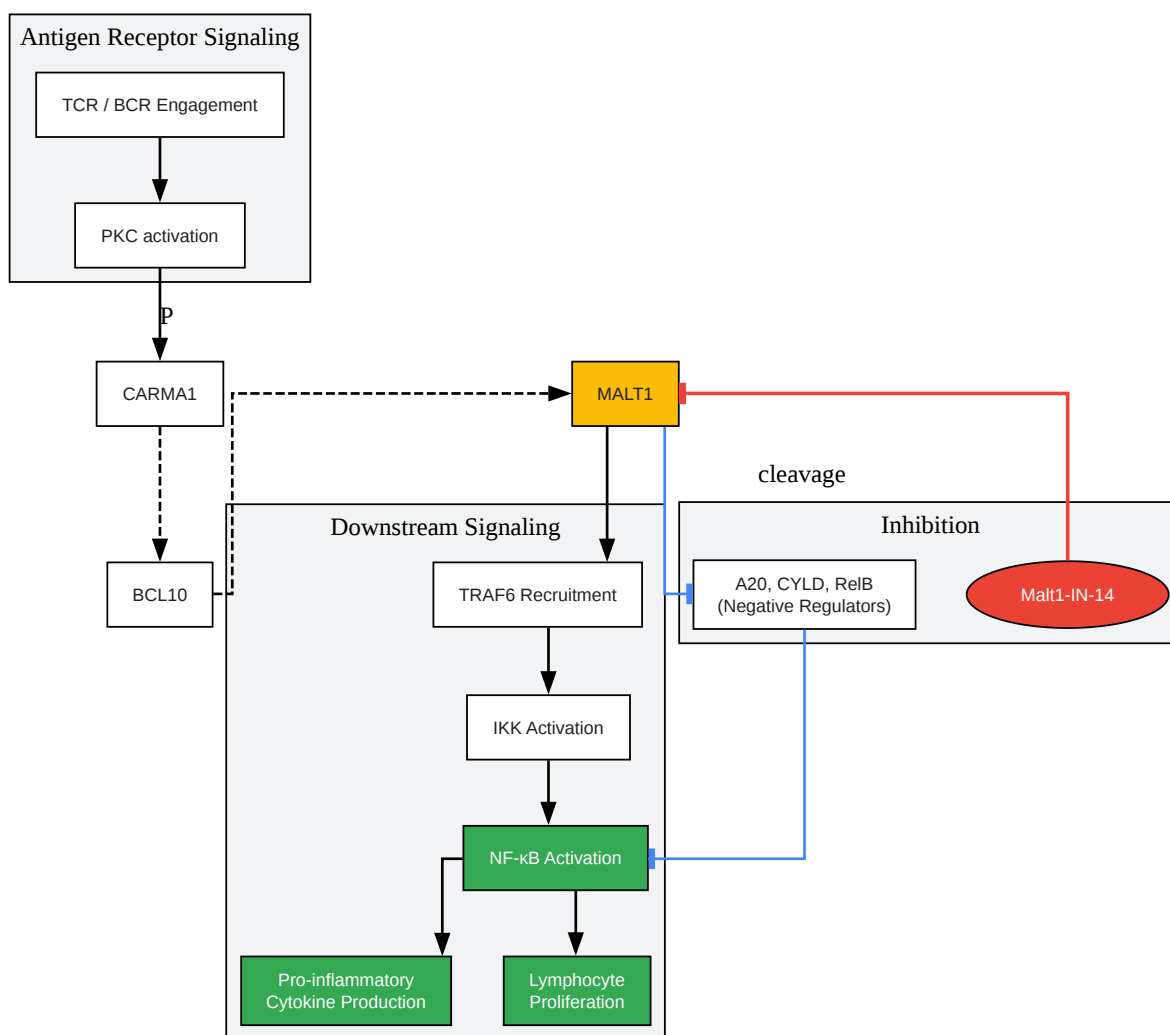 Antigen Receptor Signaling
TCR / BCR Engagement
PKC activation
P
CARMA1
MALT1
cleavage
Downstream Signaling
Inhibition
BCL10
TRAF6 Recruitment
A20, CYLD, RelB
(Negative Regulators)
Malt1-IN-14
IKK Activation
NF-κB Activation
Pro-inflammatory
Cytokine Production
Lymphocyte
Proliferation